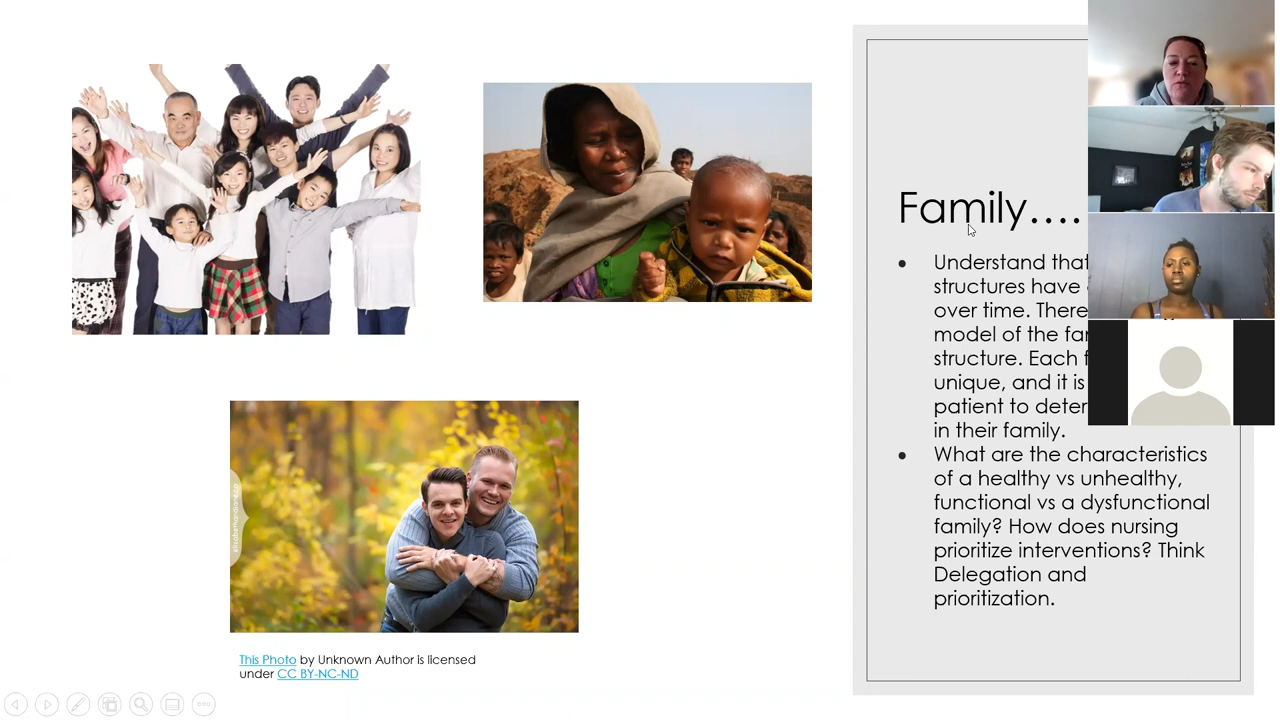 Family....
Understand that
structures have
over time. There
model of the
structure. Each
unique, and it is
patient to
in their family.
What are the characteristics
of a healthy vs unhealthy,
functional vs a dysfunctional
family? How does nursing
prioritize interventions? Think
Delegation and
prioritization.
This Photo by Unknown Author is licensed
under CC BY-NC-ND